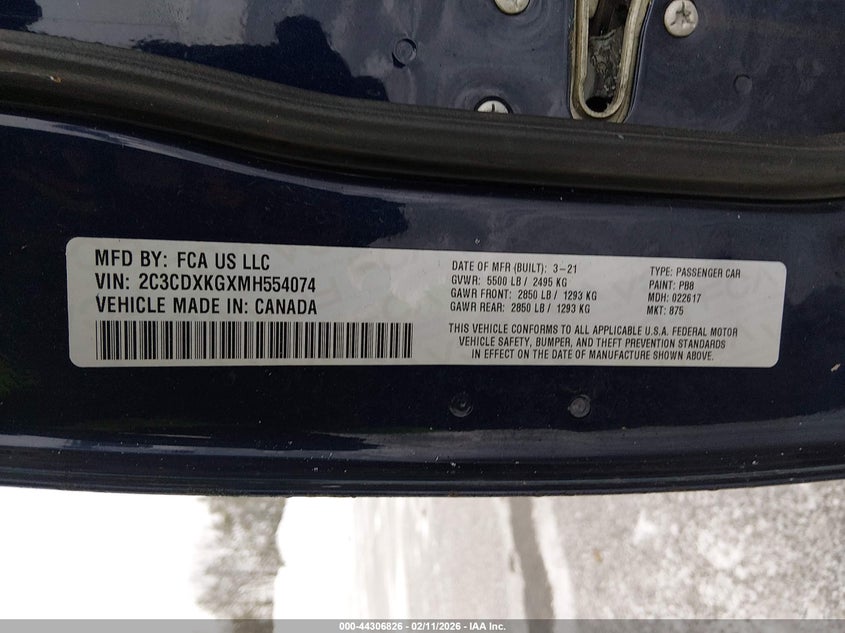 MFD BY: FCA US LLC
VIN: 2C3CDXKGXMH554074
VEHICLE MADE IN: CANADA
DATE OF MFR (BUILT): 3-21
GVWR: 5500 LB / 2495 KG
GAWR FRONT: 2850 LB / 1293 KG
GAWR REAR: 2850 LB / 1293 KG
TYPE: PASSENGER CAR
PAINT: PB8
MDH: 022617
MKT: 875
THIS VEHICLE CONFORMS TO ALL APPLICABLE U.S.A. FEDERAL MOTOR
VEHICLE SAFETY, BUMPER, AND THEFT PREVENTION STANDARDS
IN EFFECT ON THE DATE OF MANUFACTURE SHOWN ABOVE.
000-44306826 - 02/11/2026 - IAA Inc.